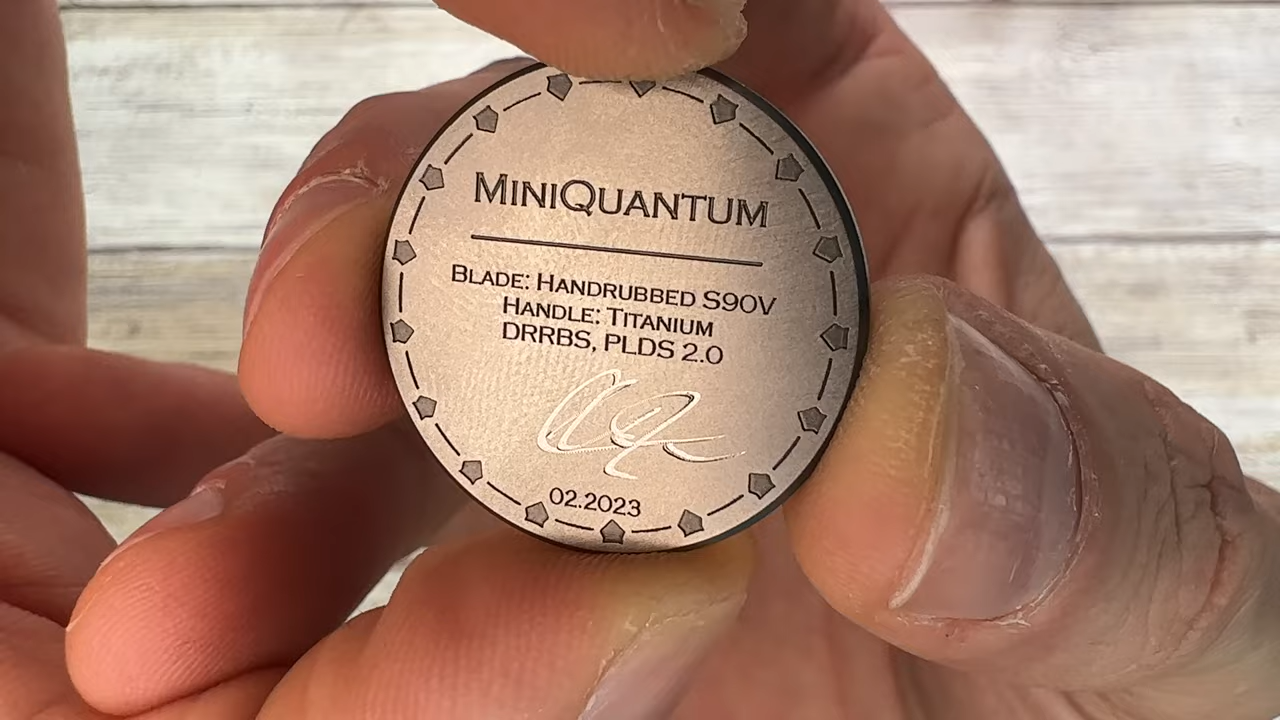 MINIQUANTUM
BLADE: HANDRUBBED S90V
HANDLE: TITANIUM
DRRBS, PLDS 2.0
02.2023